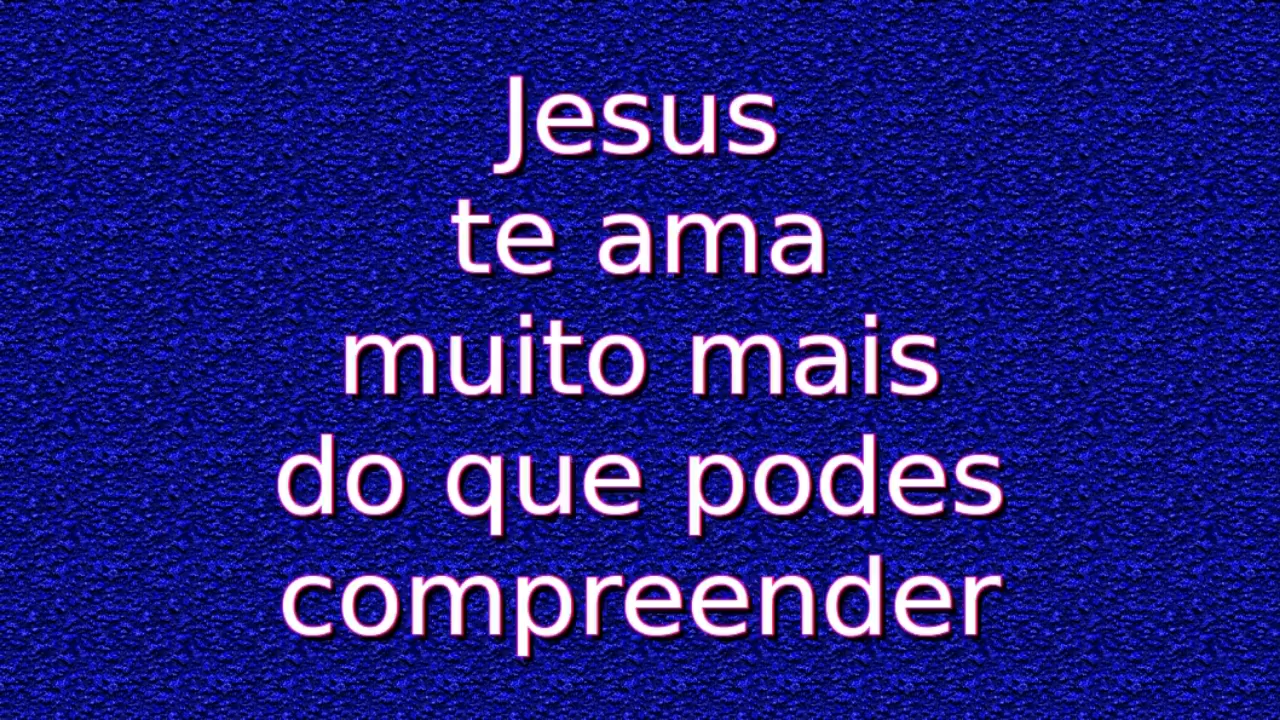 Jesus
te ama
muito mais
do que podes
compreender